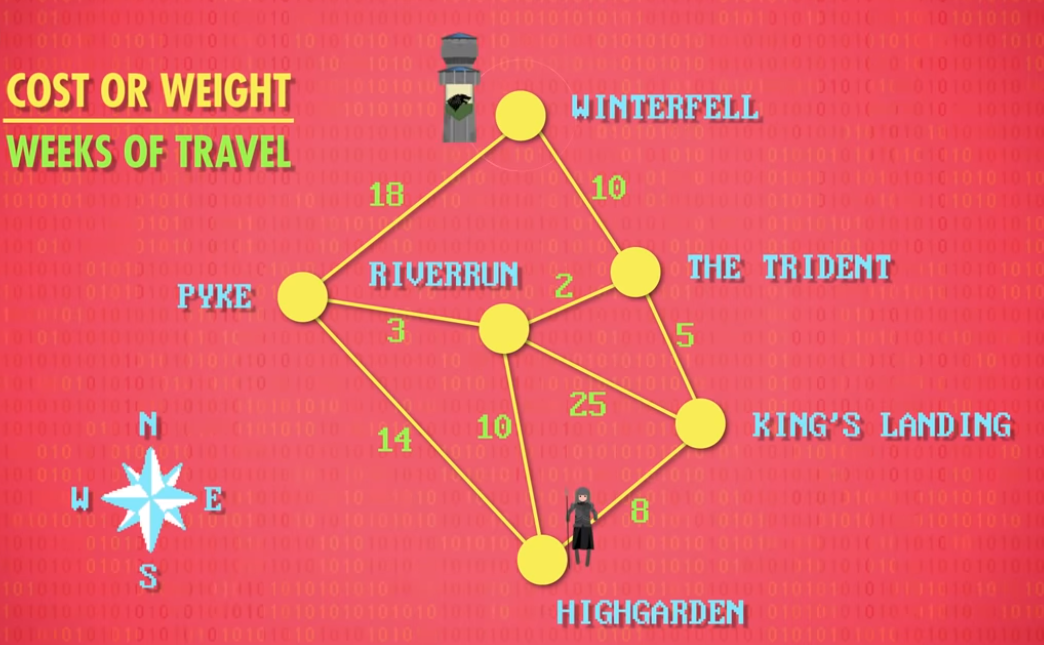 COST OR WEIGHT
WEEKS OF TRAVEL
WINTERFELL
18
10
RIVERRUN
2
THE TRIDENT
PYKE
3
5
25
14
10
KING'S LANDING
8
HIGHGARDEN
N
W
E
S